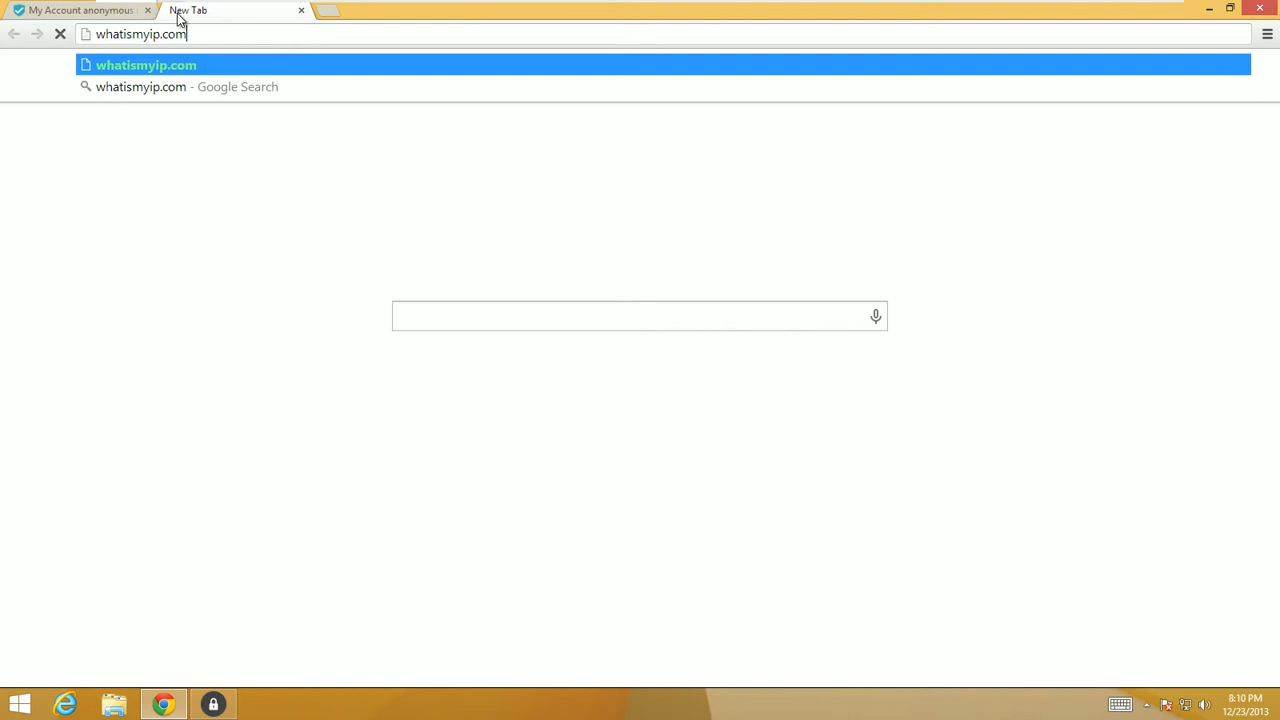 My Account anonymous
New Tab
whatismyip.com
whatismyip.com
whatismyip.com - Google Search
8:10 PM
12/23/2013